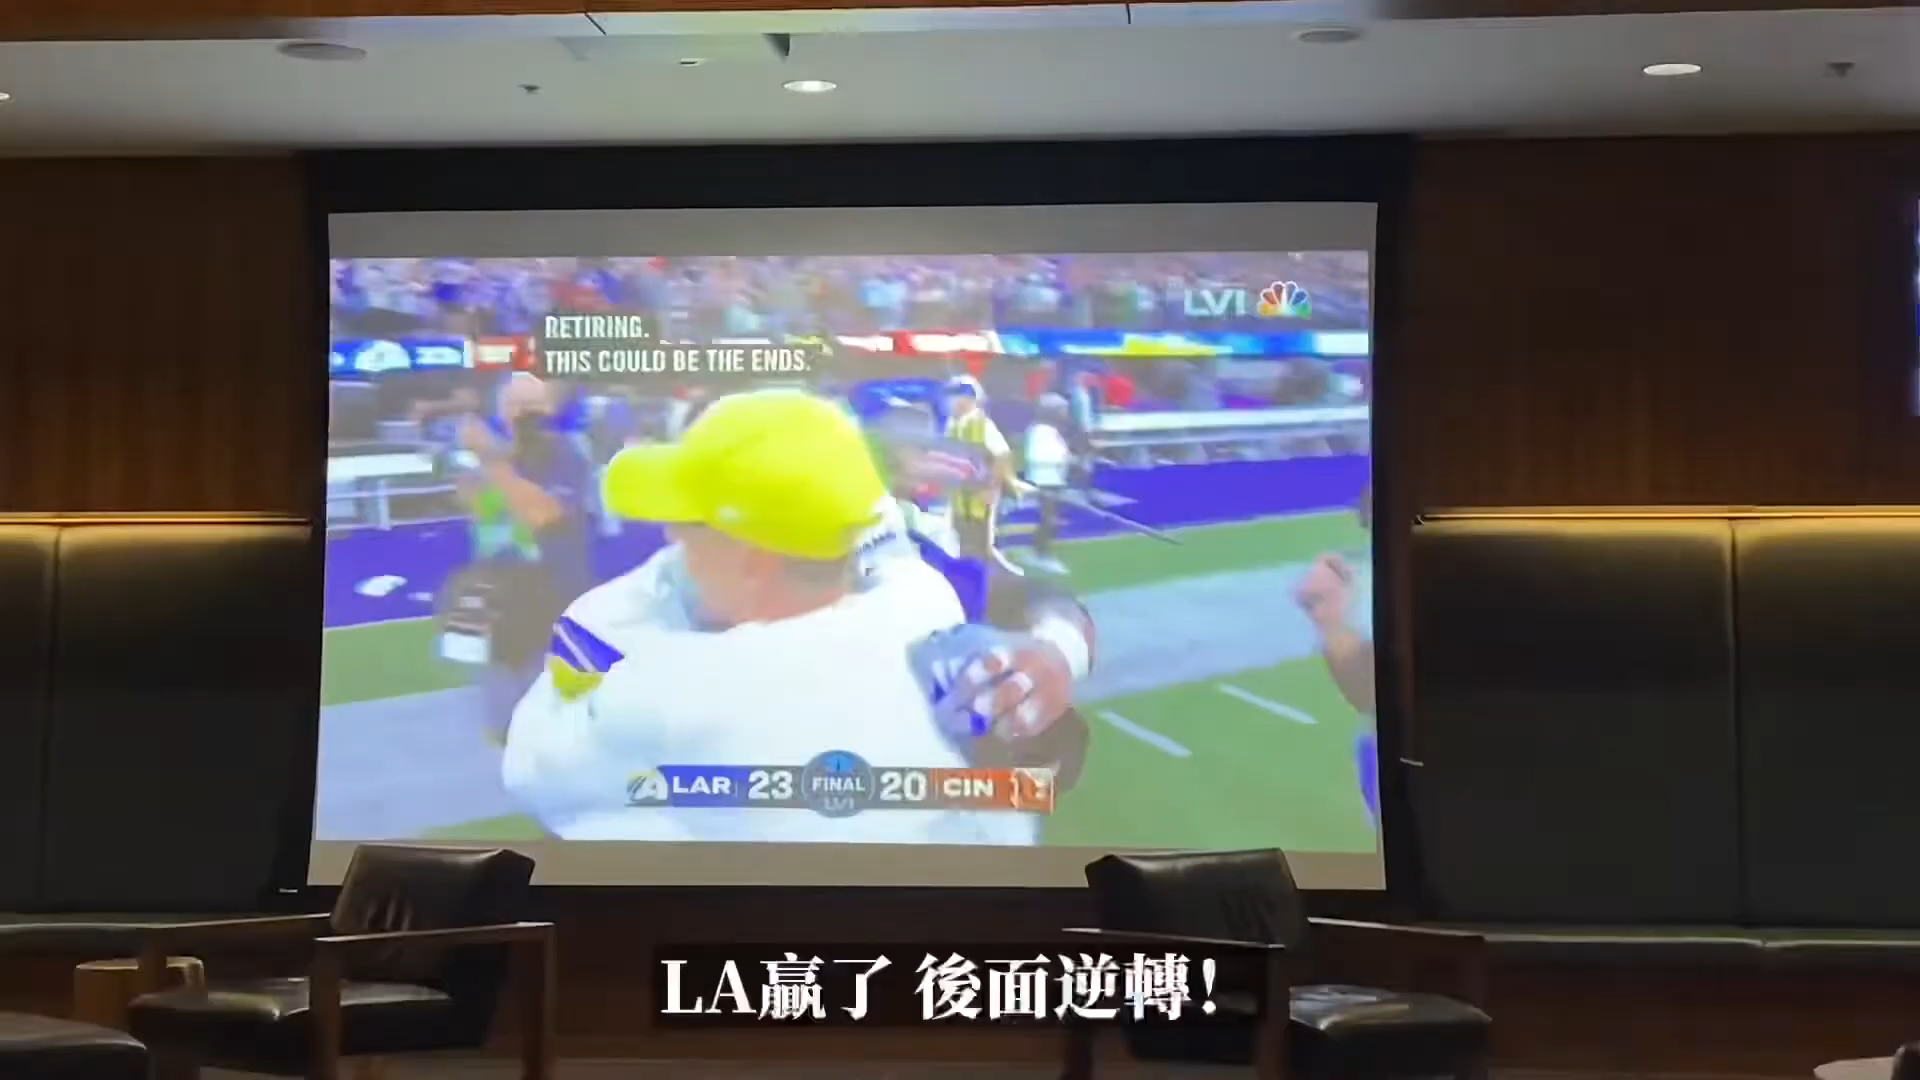 LVI
RETIRING.
THIS COULD BE THE ENDS.
LAR 23 FINAL 20 CIN
LVI
LA贏了 後面逆轉!